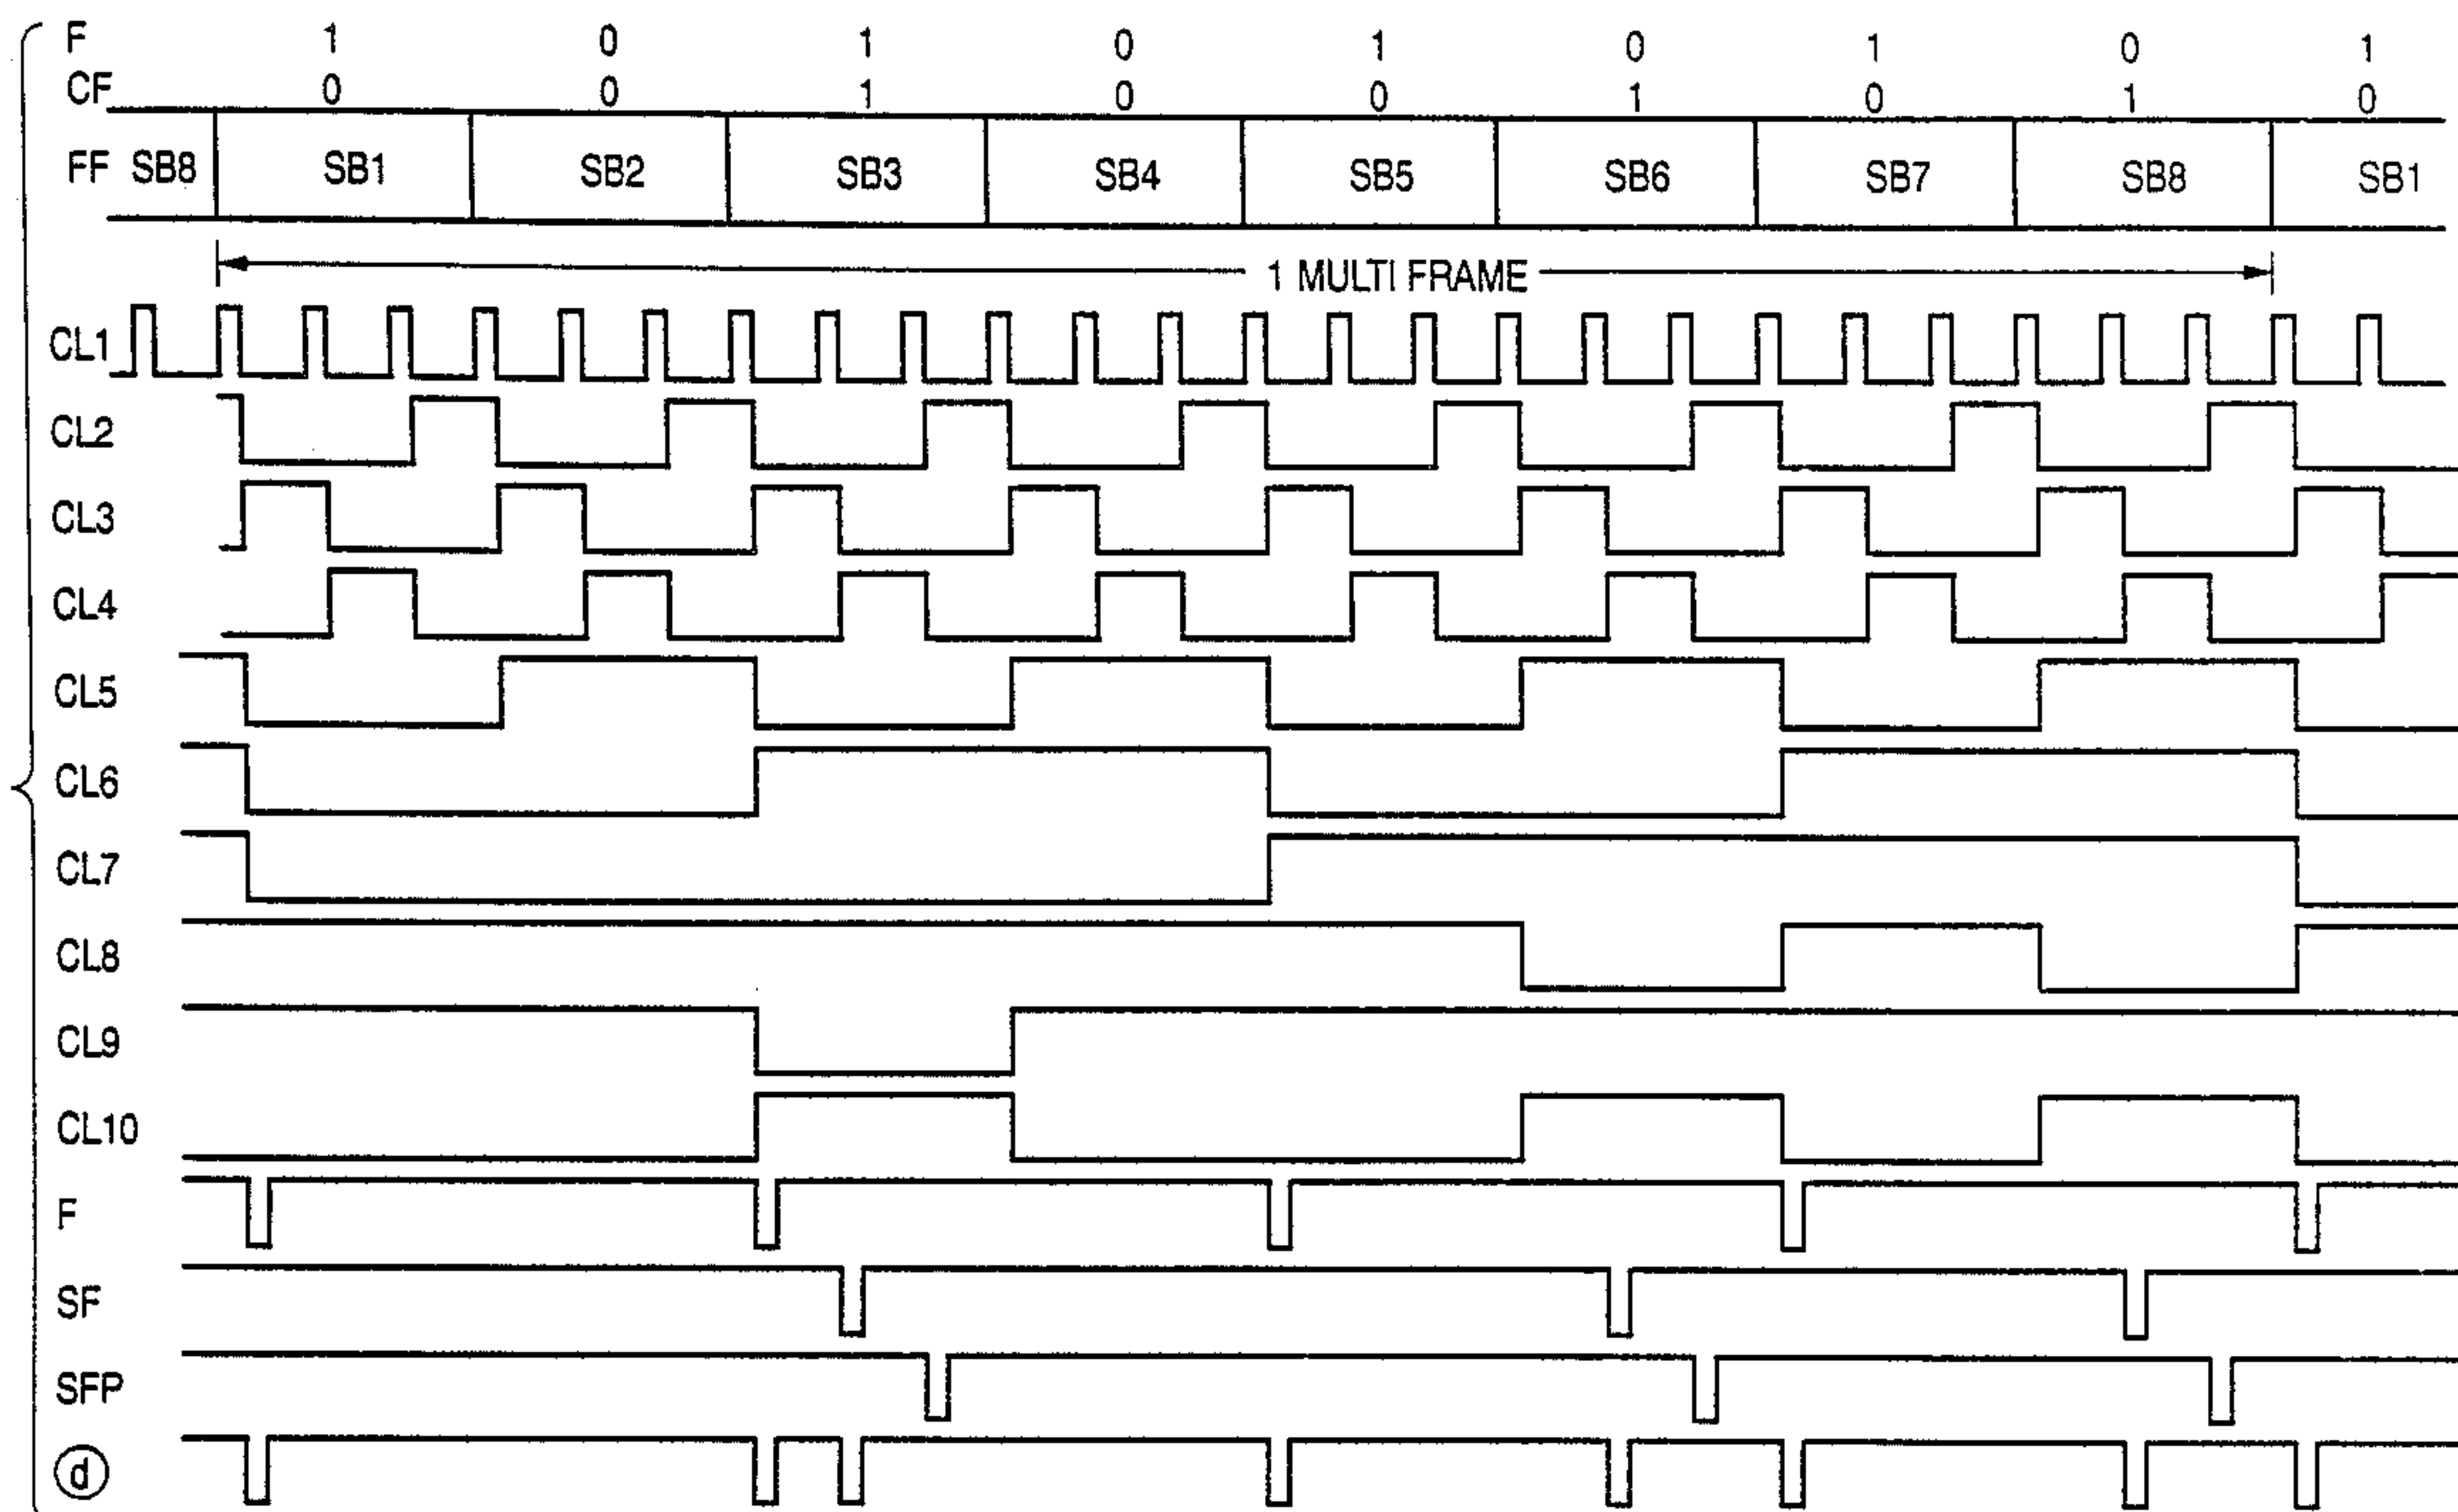 F 1 0 1 0 1 0 1 0 1
CF 0 0 1 0 0 1 0 1 0
FF SB8 SB1 SB2 SB3 SB4 SB5 SB6 SB7 SB8 SB1
1 MULTI FRAME
CL1
CL2
CL3
CL4
CL5
CL6
CL7
CL8
CL9
CL10
F
SF
SFP
d